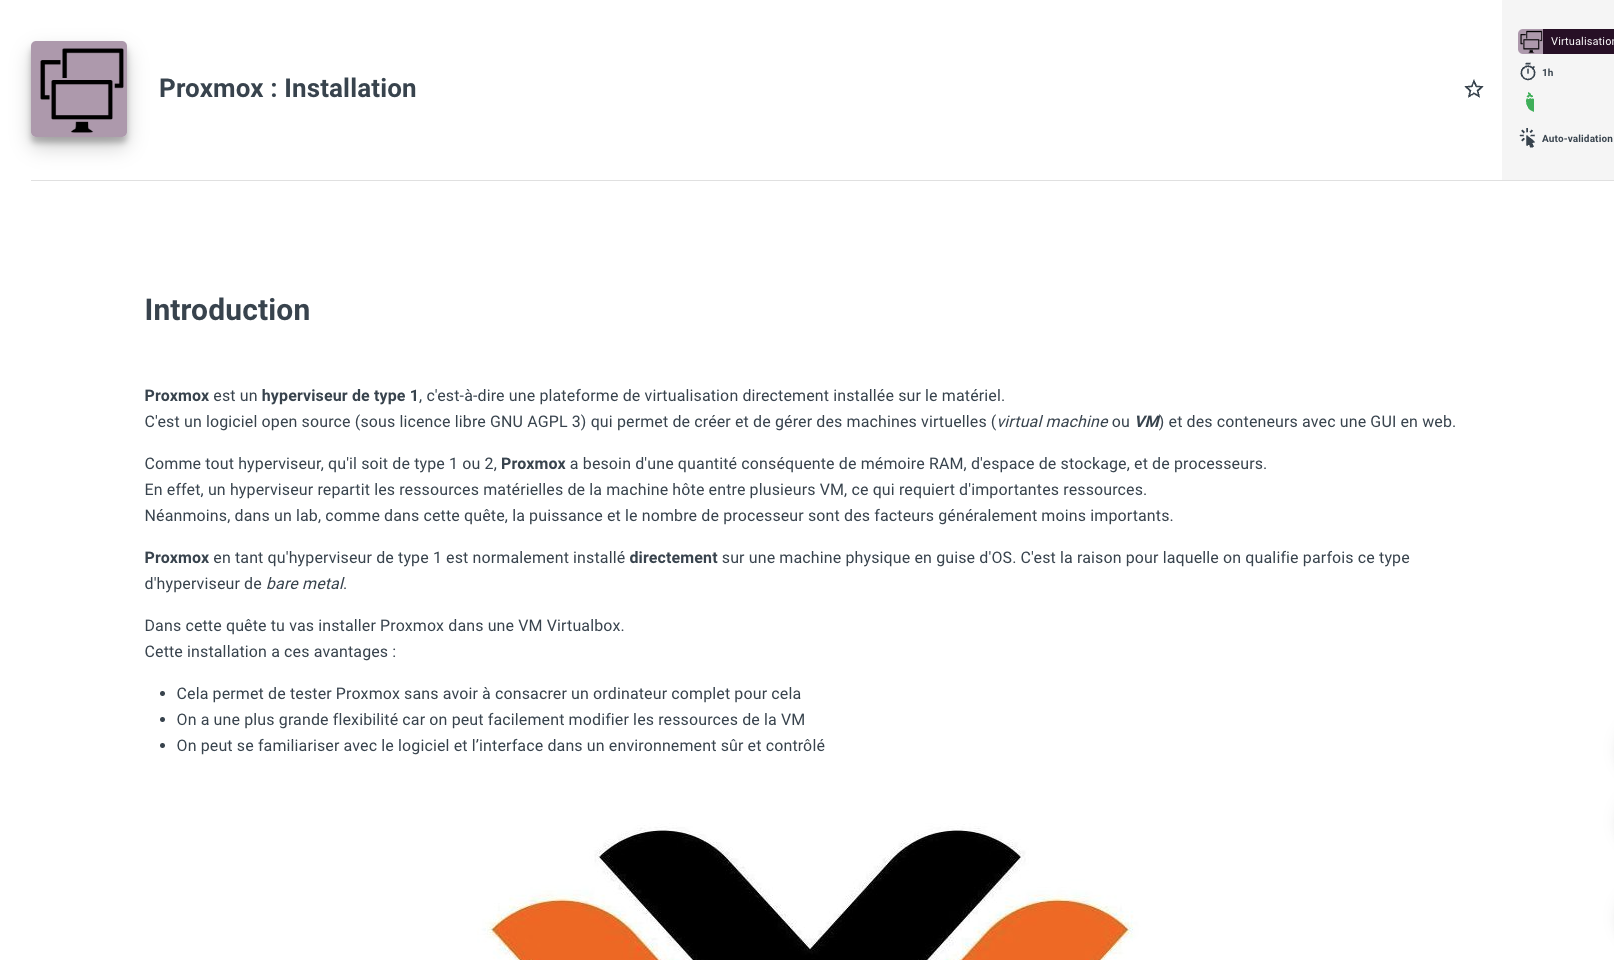 Proxmox : Installation
Virtualisation
1h
Auto-validation
Introduction
Proxmox est un hyperviseur de type 1, c'est-à-dire une plateforme de virtualisation directement installée sur le matériel.
C'est un logiciel open source (sous licence libre GNU AGPL 3) qui permet de créer et de gérer des machines virtuelles (virtual machine ou VM) et des conteneurs avec une GUI en web.
Comme tout hyperviseur, qu'il soit de type 1 ou 2, Proxmox a besoin d'une quantité conséquente de mémoire RAM, d'espace de stockage, et de processeurs.
En effet, un hyperviseur repartit les ressources matérielles de la machine hôte entre plusieurs VM, ce qui requiert d'importantes ressources.
Néanmoins, dans un lab, comme dans cette quête, la puissance et le nombre de processeur sont des facteurs généralement moins importants.
Proxmox en tant qu'hyperviseur de type 1 est normalement installé directement sur une machine physique en guise d'OS. C'est la raison pour laquelle on qualifie parfois ce type
d'hyperviseur de bare metal.
Dans cette quête tu vas installer Proxmox dans une VM Virtualbox.
Cette installation a ces avantages :
• Cela permet de tester Proxmox sans avoir à consacrer un ordinateur complet pour cela
• On a une plus grande flexibilité car on peut facilement modifier les ressources de la VM
• On peut se familiariser avec le logiciel et l’interface dans un environnement sûr et contrôlé